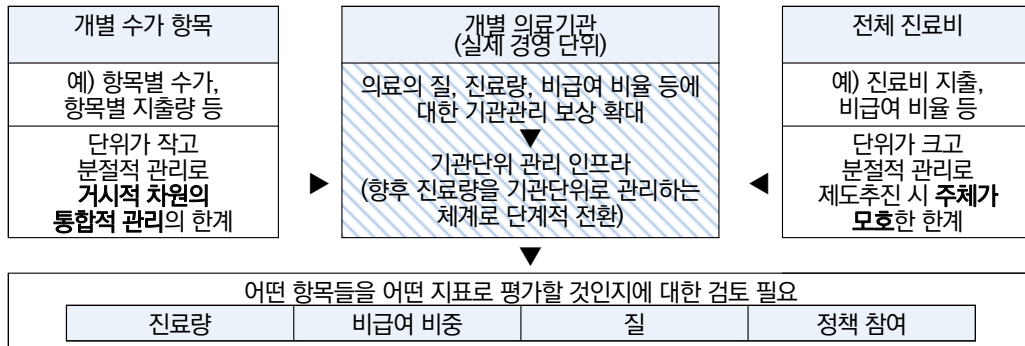 개별 수가 항목
예) 항목별 수가,
항목별 지출량 등
단위가 작고
분절적 관리로
거시적 차원의
통합적 관리의 한계
▶
개별 의료기관
(실제 경영 단위)
의료의 질, 진료량, 비급여 비율 등에
대한 기관관리 보상 확대
▼
기관단위 관리 인프라
(향후 진료량을 기관단위로 관리하는
체계로 단계적 전환)
◀
전체 진료비
예) 진료비 지출,
비급여 비율 등
단위가 크고
분절적 관리로
제도추진 시 주체가
모호한 한계
▼
어떤 항목들을 어떤 지표로 평가할 것인지에 대한 검토 필요
진료량 비급여 비중 질 정책 참여